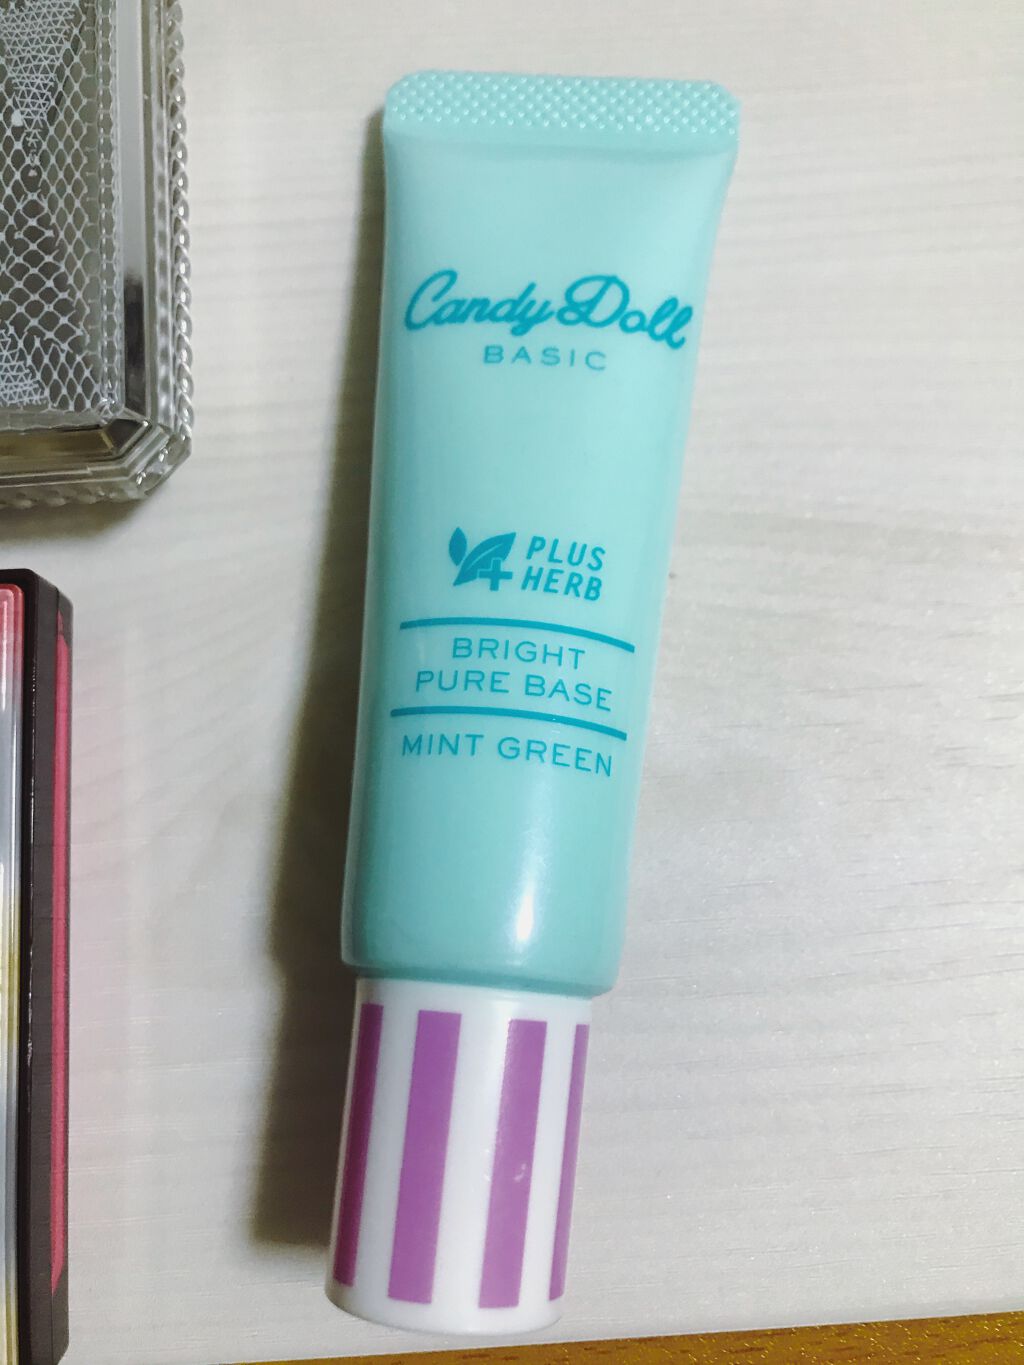 Candy Doll
BASIC
PLUS
HERB
BRIGHT
PURE BASE
MINT GREEN